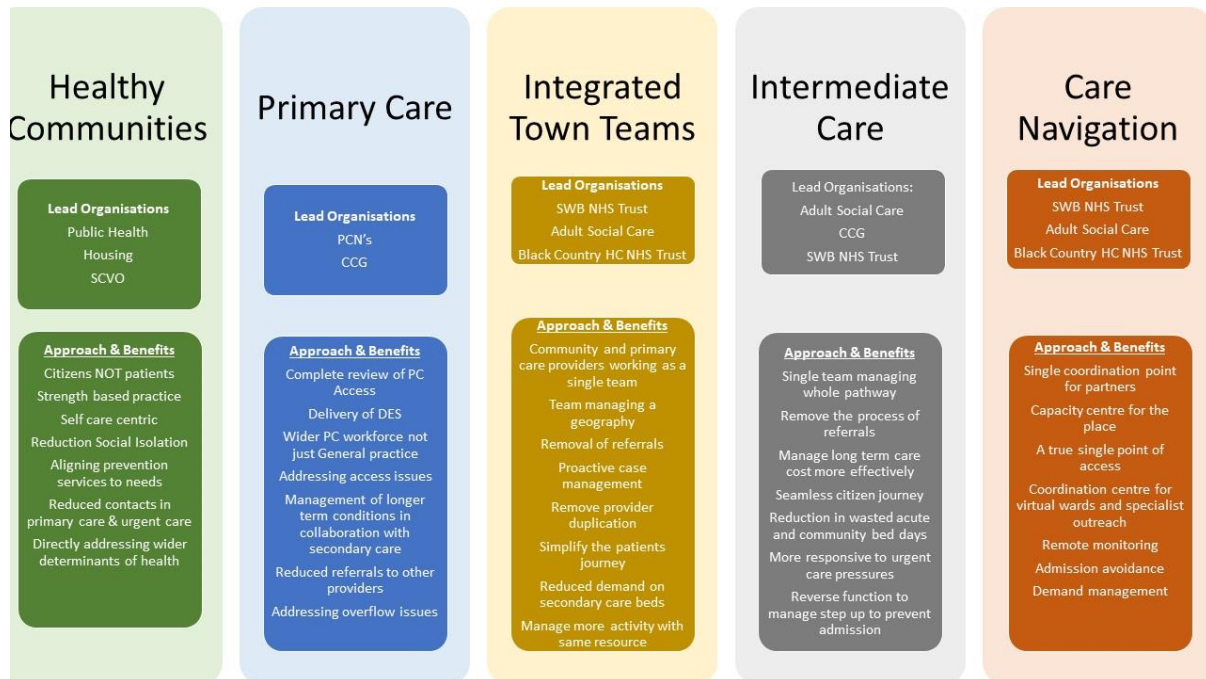 Healthy
Communities
Lead Organisations
Public Health
Housing
SCVO
Approach & Benefits
Citizens NOT patients
Strength based practice
Self care centric
Reduction Social Isolation
Aligning prevention
services to needs
Reduced contacts in
primary care & urgent care
Directly addressing wider
determinants of health
Primary Care
Lead Organisations
PCN's
CCG
Approach & Benefits
Complete review of PC
Access
Delivery of DES
Wider PC workforce not
just General practice
Addressing access issues
Management of longer
term conditions in
collaboration with
secondary care
Reduced referrals to other
providers
Addressing overflow issues
Integrated
Town Teams
Lead Organisations
SWB NHS Trust
Adult Social Care
Black Country HC NHS Trust
Approach & Benefits
Community and primary
care providers working as a
single team
Team managing a
geography
Removal of referrals
Proactive case
management
Remove provider
duplication
Simplify the patients
journey
Reduced demand on
secondary care beds
Manage more activity with
same resource
Intermediate
Care
Lead Organisations:
Adult Social Care
CCG
SWB NHS Trust
Approach & Benefits
Single team managing
whole pathway
Remove the process of
referrals
Manage long term care
cost more effectively
Seamless citizen journey
Reduction in wasted acute
and community bed days
More responsive to urgent
care pressures
Reverse function to
manage step up to prevent
admission
Care
Navigation
Lead Organisations
SWB NHS Trust
Adult Social Care
Black Country HC NHS Trust
Approach & Benefits
Single coordination point
for partners
Capacity centre for the
place
A true single point of
access
Coordination centre for
virtual wards and specialist
outreach
Remote monitoring
Admission avoidance
Demand management